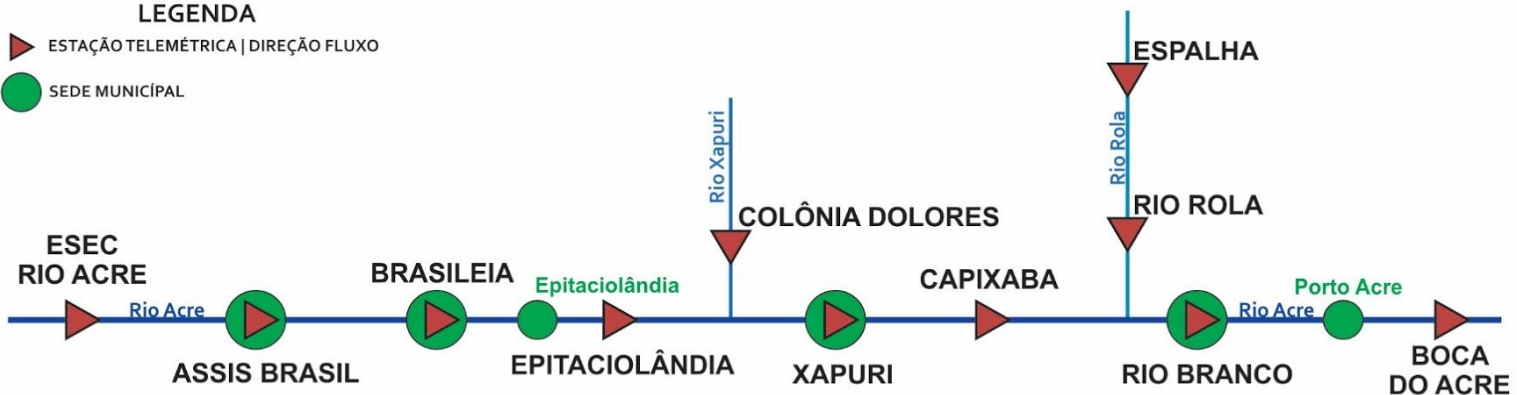 LEGENDA
ESTAÇÃO TELEMÉTRICA | DIREÇÃO FLUXO
SEDE MUNICÍPAL
ESPALHA
Rio Xapuri
Rio Rola
COLÔNIA DOLORES
RIO ROLA
ESEC
RIO ACRE
BRASILEIA
Epitaciolândia
CAPIXABA
Porto Acre
Rio Acre
Rio Acre
ASSIS BRASIL
EPITACIOLÂNDIA
XAPURI
RIO BRANCO
BOCA
DO ACRE